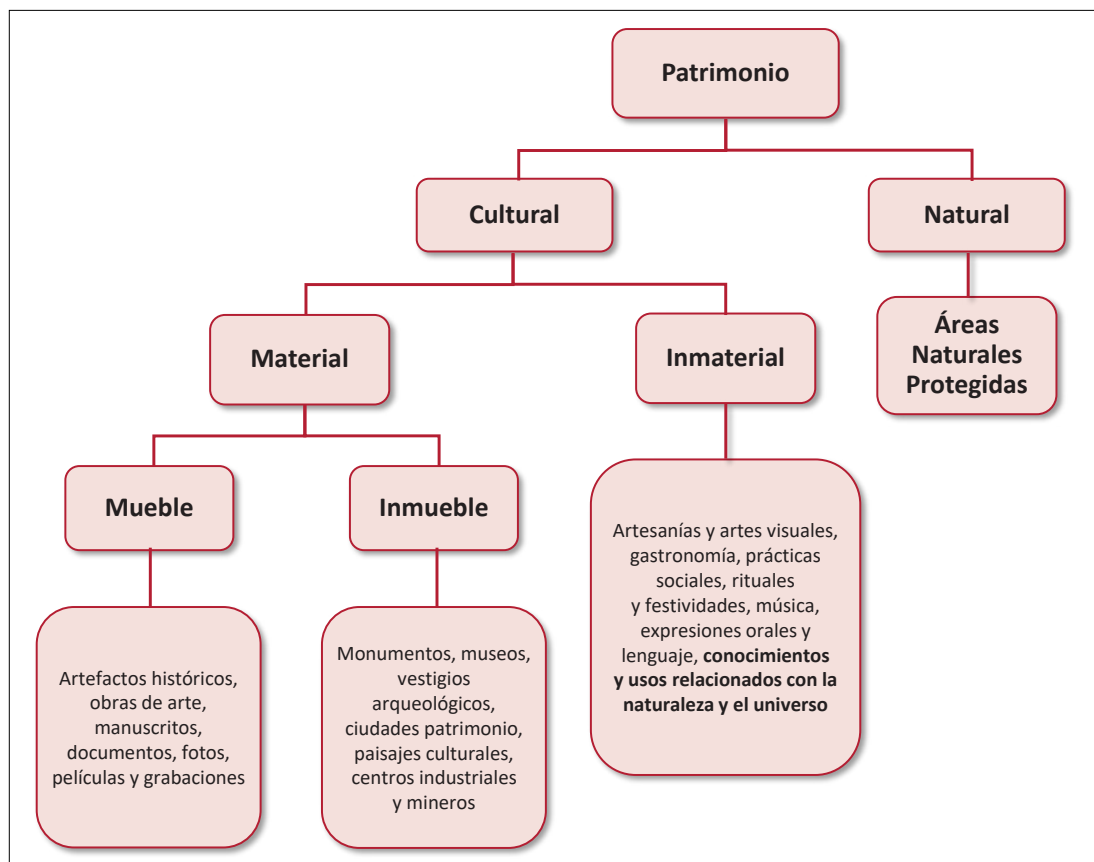 Patrimonio
Cultural
Natural
Material
Inmaterial
Áreas
Naturales
Protegidas
Mueble
Inmueble
Artefactos históricos,
obras de arte,
manuscritos,
documentos, fotos,
películas y grabaciones
Monumentos, museos,
vestigios
arqueológicos,
ciudades patrimonio,
paisajes culturales,
centros industriales
y mineros
Artesanías y artes visuales,
gastronomía, prácticas
sociales, rituales
y festividades, música,
expresiones orales y
lenguaje, conocimientos
y usos relacionados con la
naturaleza y el universo